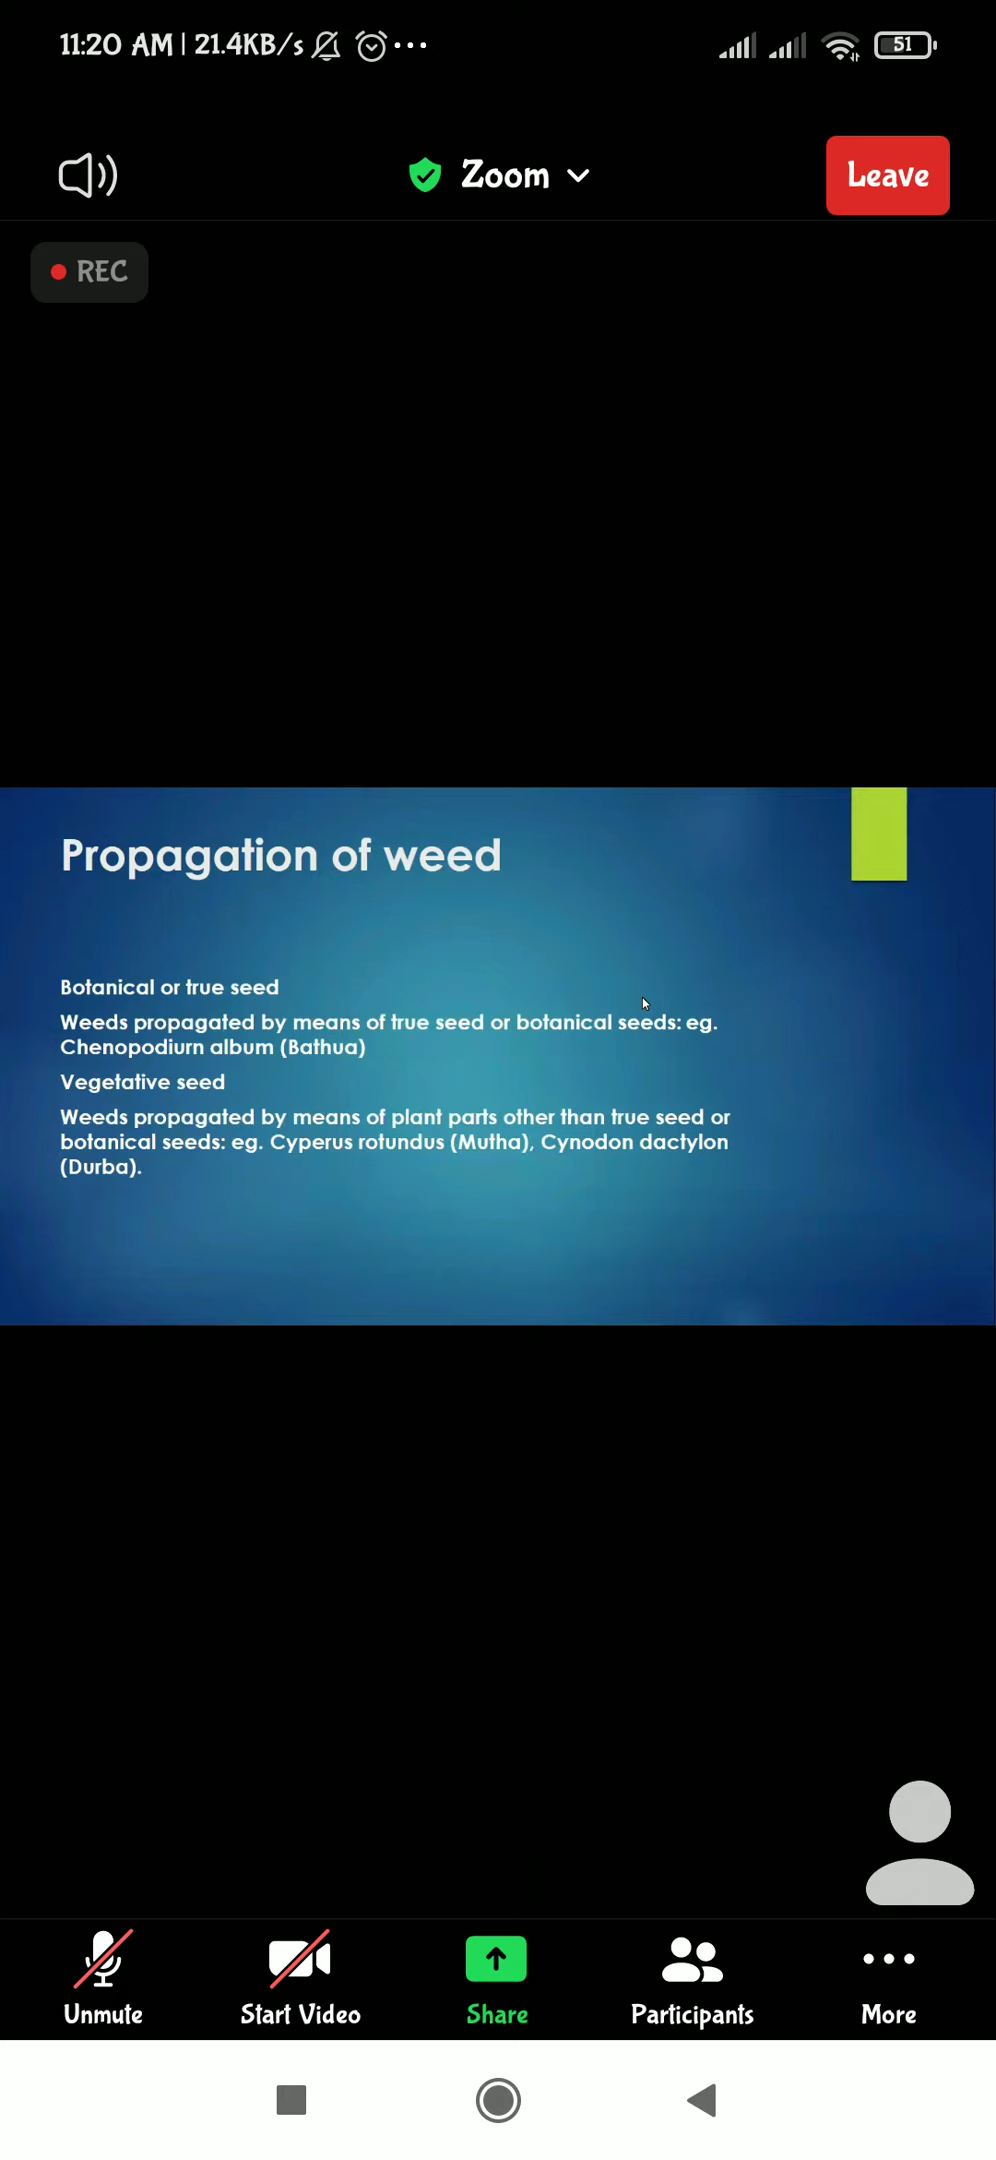 11:20 AM | 21.4KB/s
51
Zoom
Leave
REC
Propagation of weed
Botanical or true seed
Weeds propagated by means of true seed or botanical seeds: eg.
Chenopodiurn album (Bathua)
Vegetative seed
Weeds propagated by means of plant parts other than true seed or
botanical seeds: eg. Cyperus rotundus (Mutha), Cynodon dactylon
(Durba).
Unmute
Start Video
Share
Participants
More